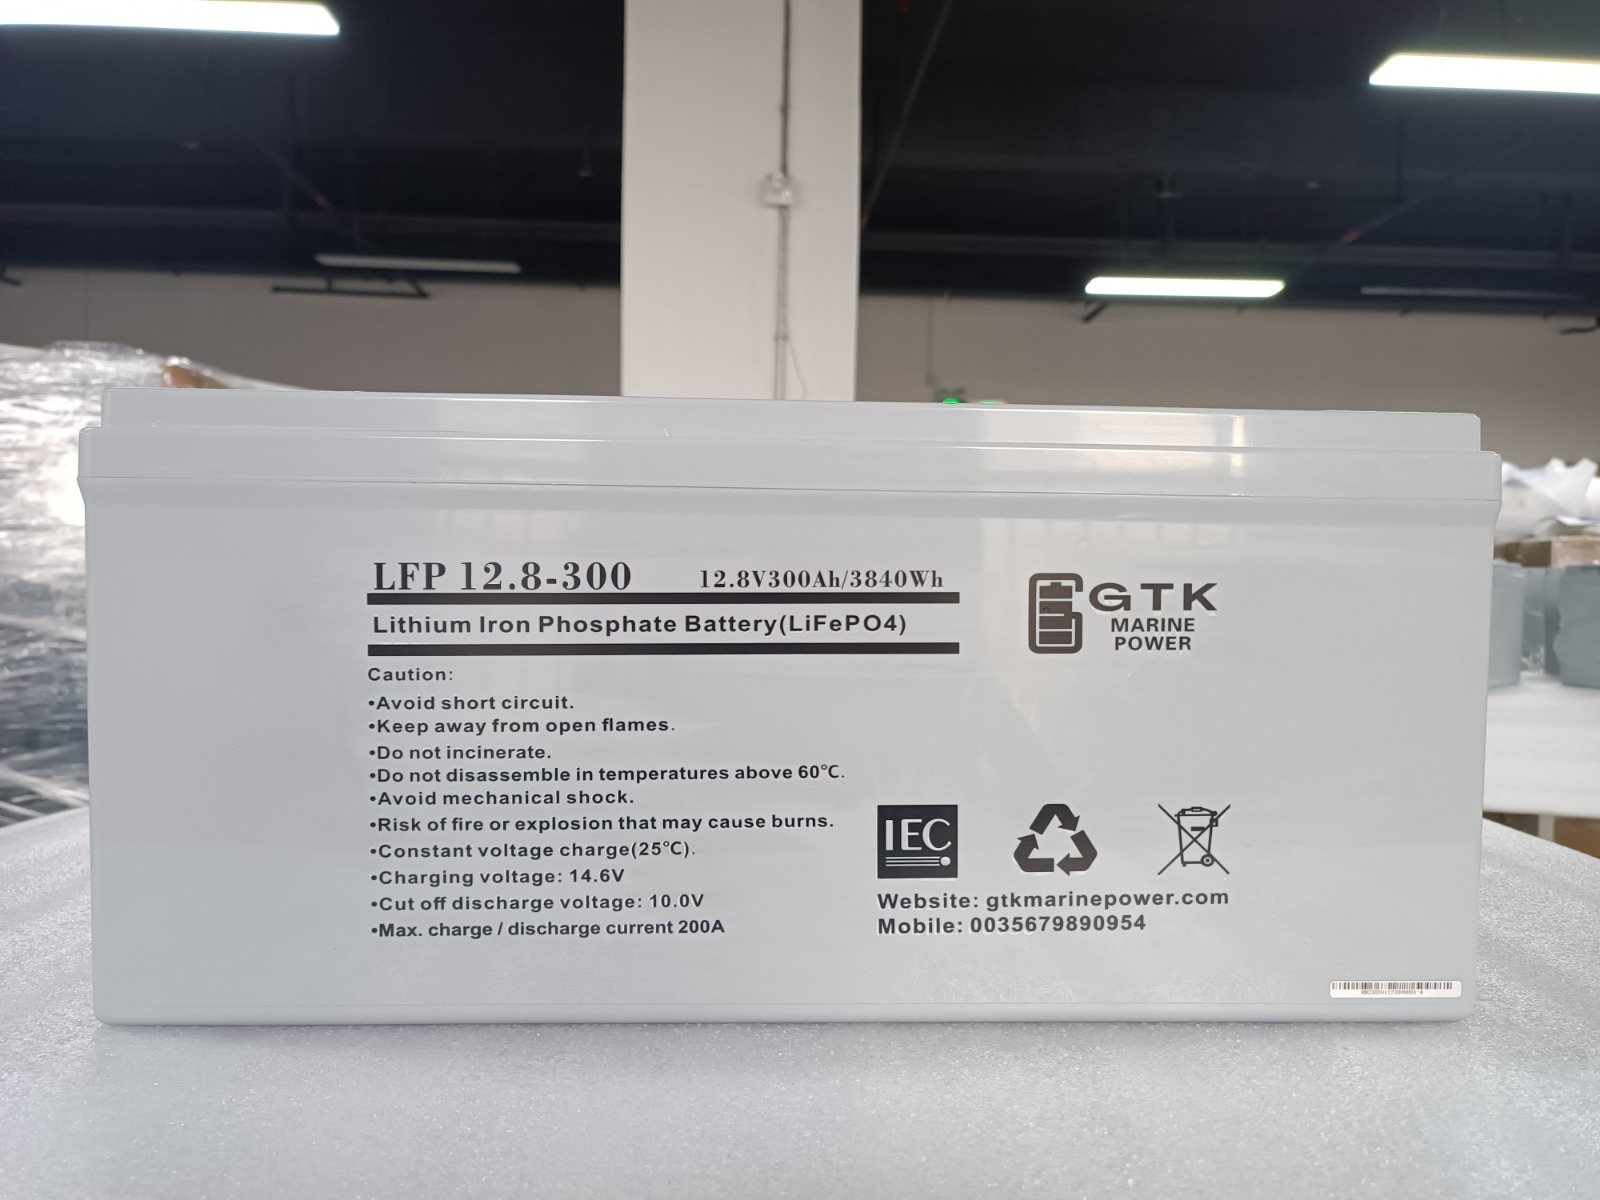 LFP 12.8-300 12.8V300Ah/3840Wh
Lithium Iron Phosphate Battery(LiFePO4)
GTK
MARINE
POWER
Caution:
•Avoid short circuit.
•Keep away from open flames.
•Do not incinerate.
•Do not disassemble in temperatures above 60℃.
•Avoid mechanical shock.
•Risk of fire or explosion that may cause burns.
•Constant voltage charge(25℃).
•Charging voltage: 14.6V
•Cut off discharge voltage: 10.0V
•Max. charge / discharge current 200A
IEC
Website: gtkmarinepower.com
Mobile: 0035679890954